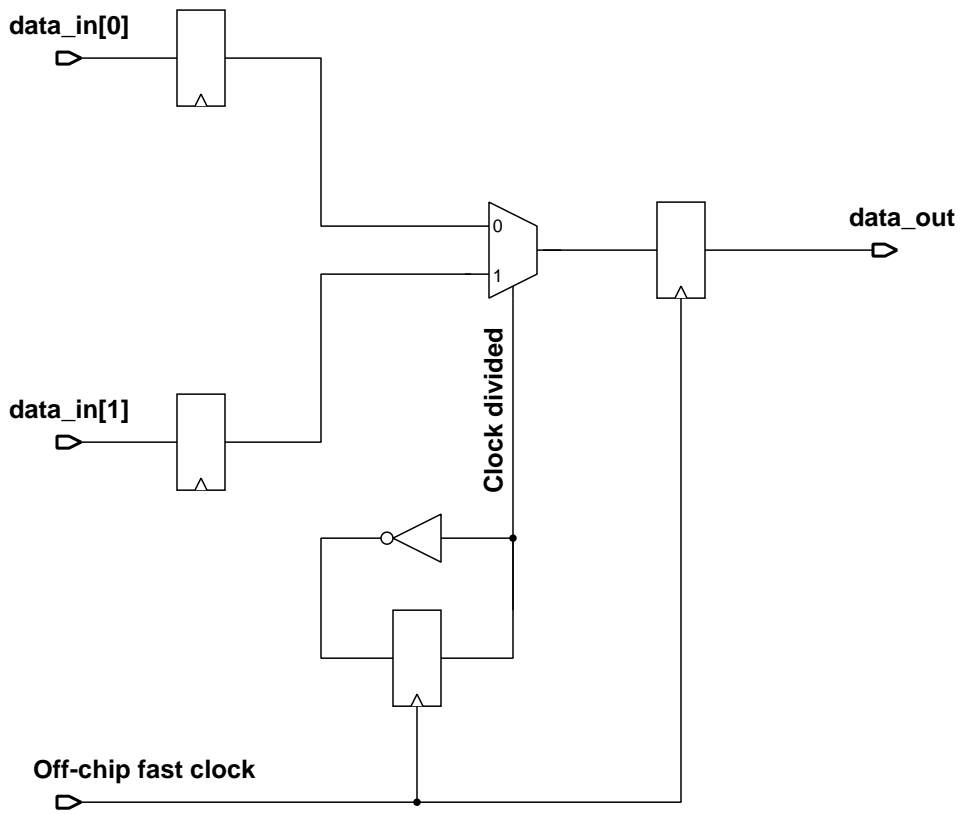 data_in[0]
0
data_out
1
Clock divided
data_in[1]
Off-chip fast clock